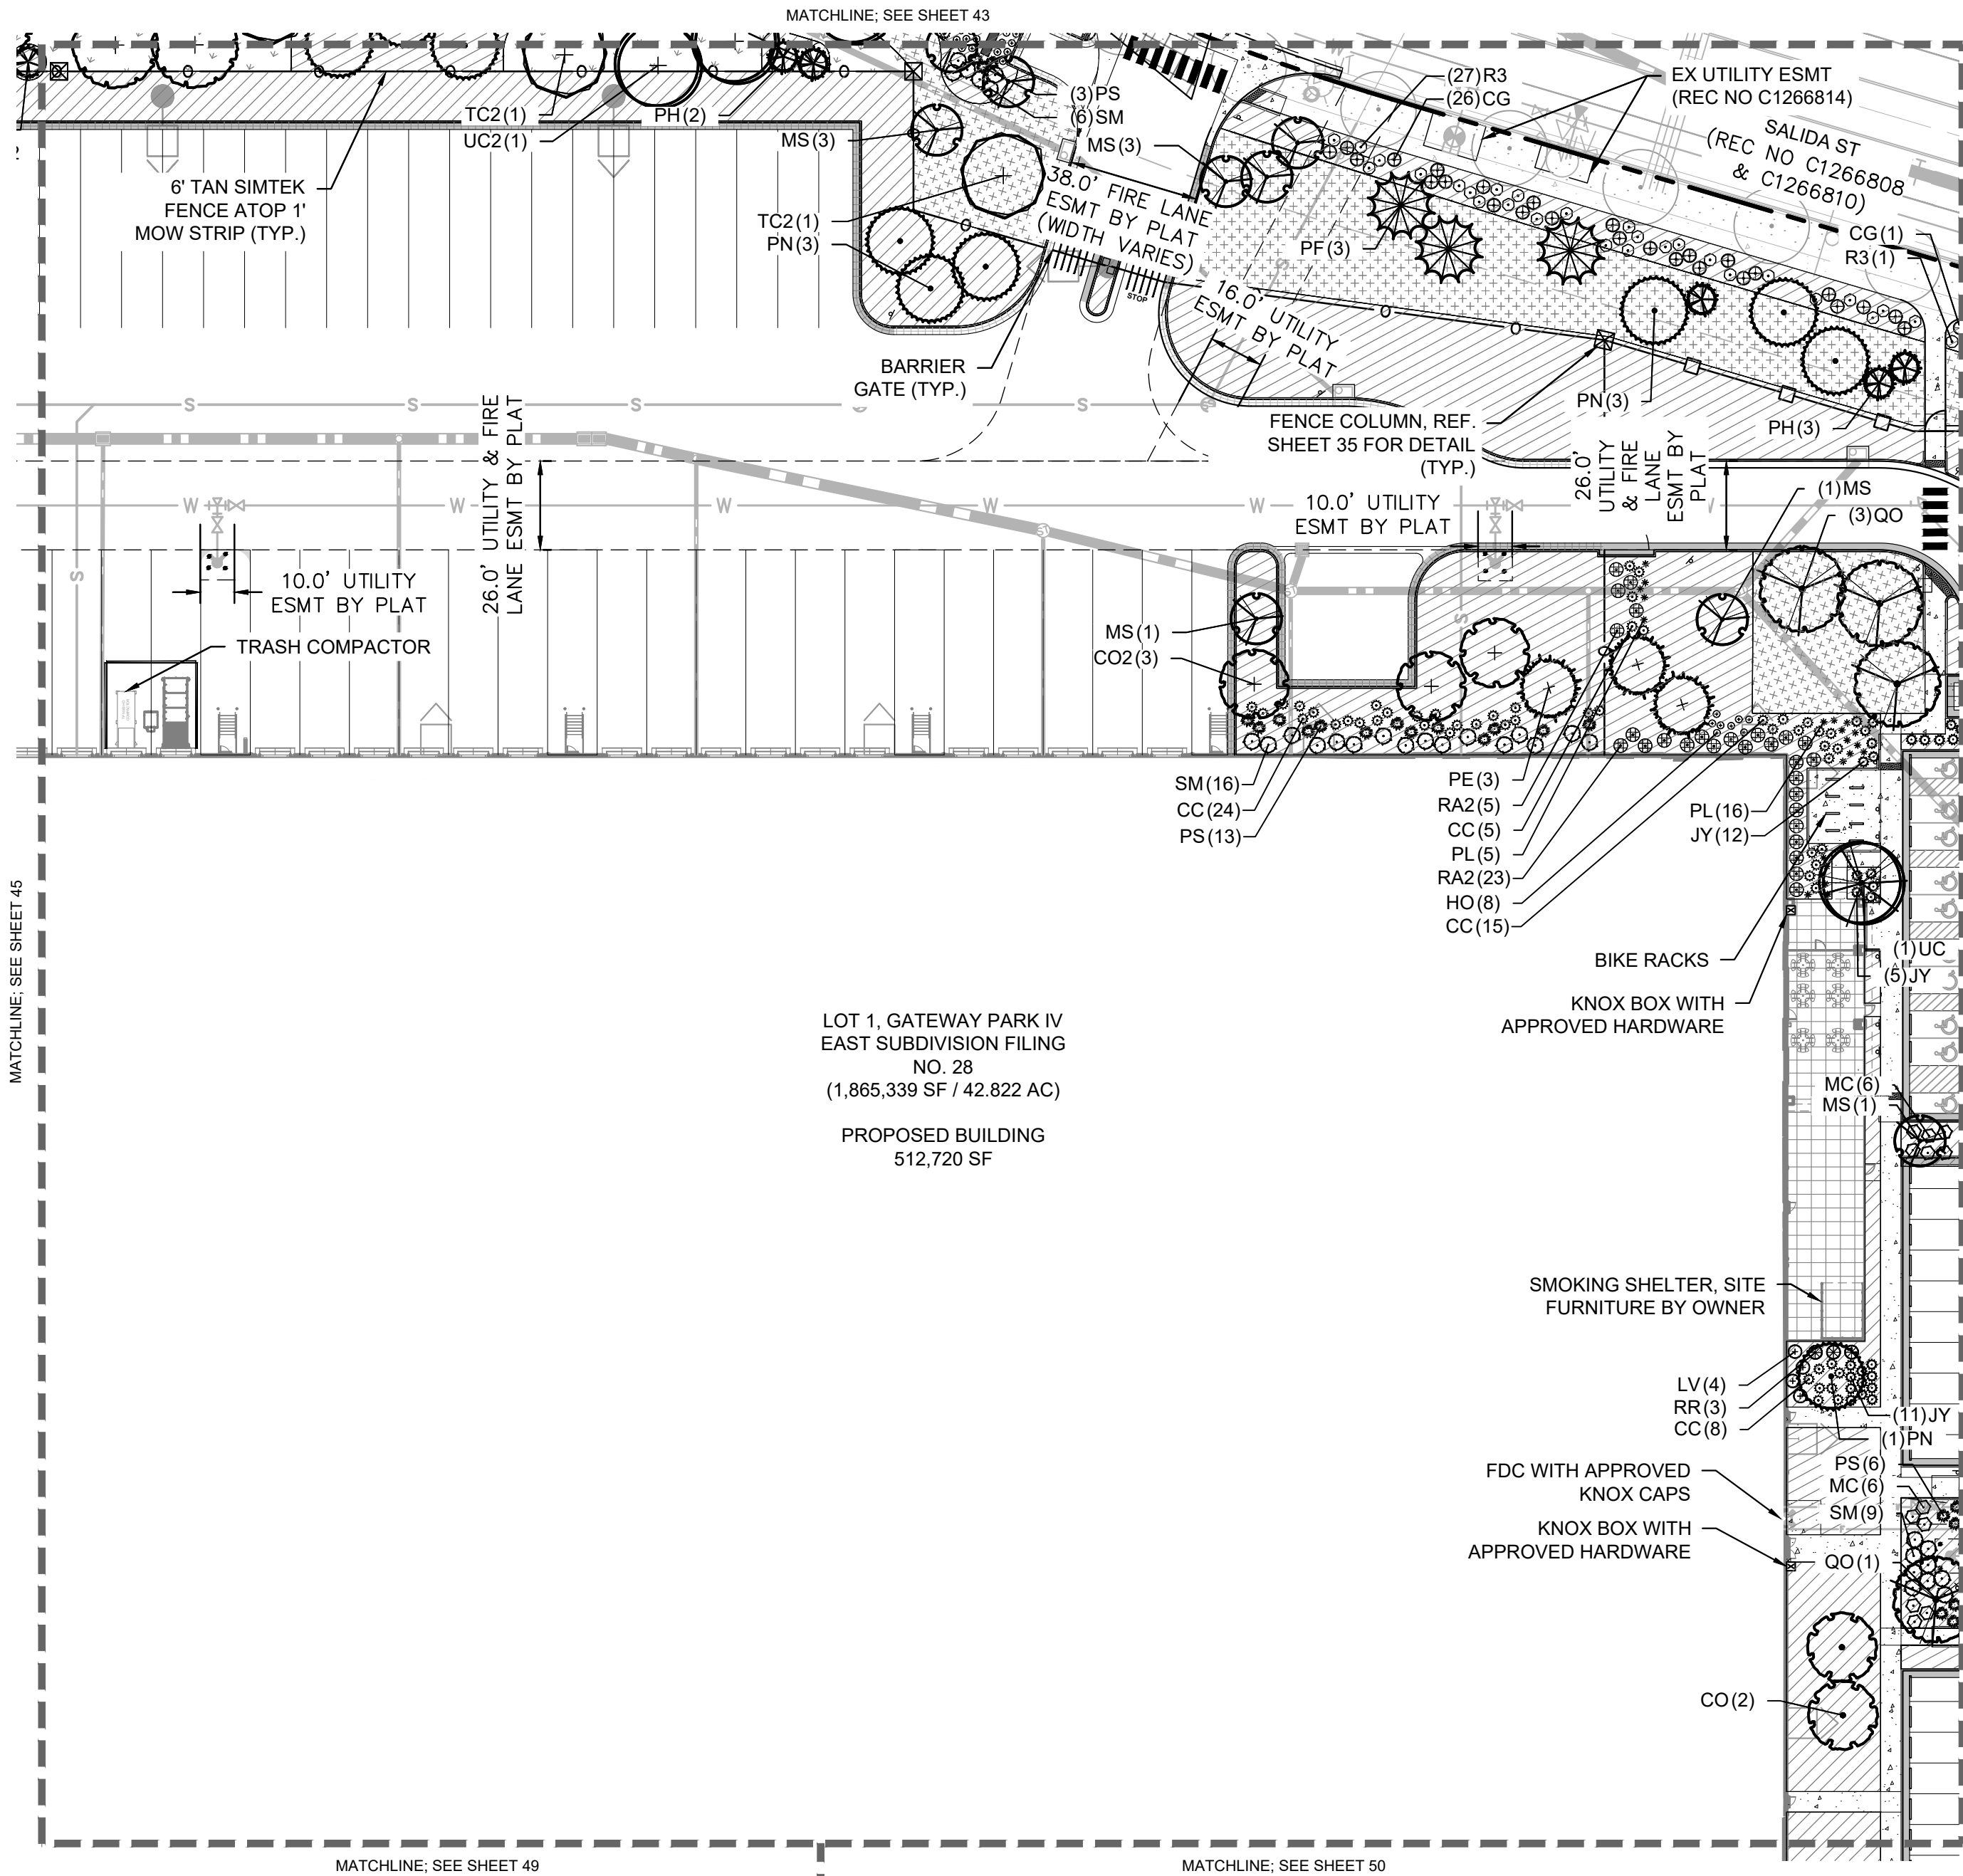 MATCHLINE; SEE SHEET 43
(3)PS
(6)SM
(27)R3
(26)CG
EX UTILITY ESMT
(REC NO C1266814)
SALIDA ST
(REC NO C1266808
& C1266810)
TC2(1)
UC2(1)
PH(2)
MS(3)
MS(3)
6' TAN SIMTEK
FENCE ATOP 1'
MOW STRIP (TYP.)
TC2(1)
PN(3)
38.0' FIRE LANE
ESMT BY PLAT
(WIDTH VARIES)
PF(3)
CG(1)
R3(1)
STOP
16.0' UTILITY
ESMT BY PLAT
BARRIER
GATE (TYP.)
FENCE COLUMN, REF.
SHEET 35 FOR DETAIL
(TYP.)
PN(3)
PH(3)
S
S
S
S
26.0' UTILITY & FIRE
LANE ESMT BY PLAT
26.0'
UTILITY
& FIRE
LANE
ESMT BY
PLAT
(1)MS
(3)QO
10.0' UTILITY
ESMT BY PLAT
W
W
W
W
W
10.0' UTILITY
ESMT BY PLAT
TRASH COMPACTOR
MS(1)
CO2(3)
SM(16)
CC(24)
PS(13)
PE(3)
RA2(5)
CC(5)
PL(5)
RA2(23)
HO(8)
CC(15)
PL(16)
JY(12)
BIKE RACKS
(1)UC
(5)JY
KNOX BOX WITH
APPROVED HARDWARE
MATCHLINE; SEE SHEET 45
LOT 1, GATEWAY PARK IV
EAST SUBDIVISION FILING
NO. 28
(1,865,339 SF / 42.822 AC)
PROPOSED BUILDING
512,720 SF
MC(6)
MS(1)
SMOKING SHELTER, SITE
FURNITURE BY OWNER
LV(4)
RR(3)
CC(8)
(11)JY
(1)PN
PS(6)
MC(6)
SM(9)
FDC WITH APPROVED
KNOX CAPS
KNOX BOX WITH
APPROVED HARDWARE
QO(1)
CO(2)
MATCHLINE; SEE SHEET 49
MATCHLINE; SEE SHEET 50